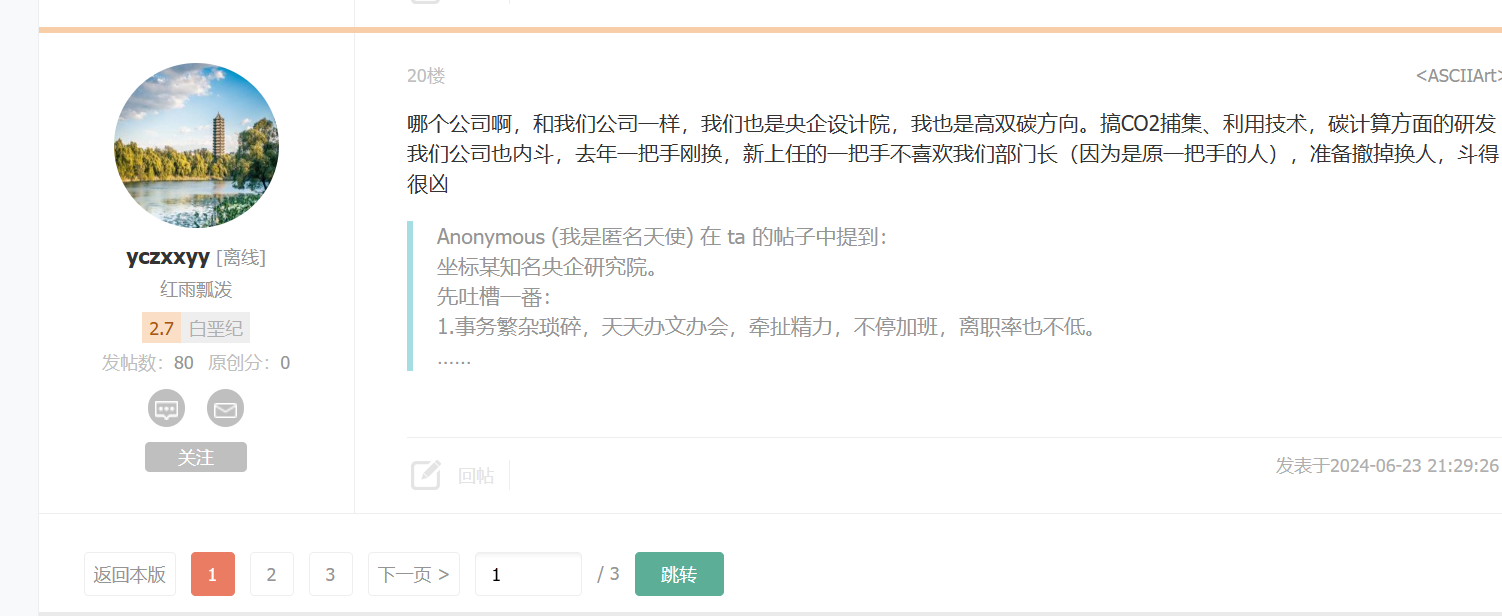 20楼
<ASCIIArt>
哪个公司啊，和我们公司一样，我们也是央企设计院，我也是高双碳方向。搞CO2捕集、利用技术，碳计算方面的研发
我们公司也内斗，去年一把手刚换，新上任的一把手不喜欢我们部门长（因为是原一把手的人），准备撤掉换人，斗得
很凶
Anonymous (我是匿名天使) 在 ta 的帖子中提到：
坐标某知名央企研究院。
先吐槽一番：
1.事务繁杂琐碎，天天办文办会，牵扯精力，不停加班，离职率也不低。
……
yczxxyy [离线]
红雨瓢泼
2.7 白垩纪
发帖数：80 原创分：0
关注
回帖
发表于2024-06-23 21:29:26
返回本版 1 2 3 下一页 > 1 / 3 跳转